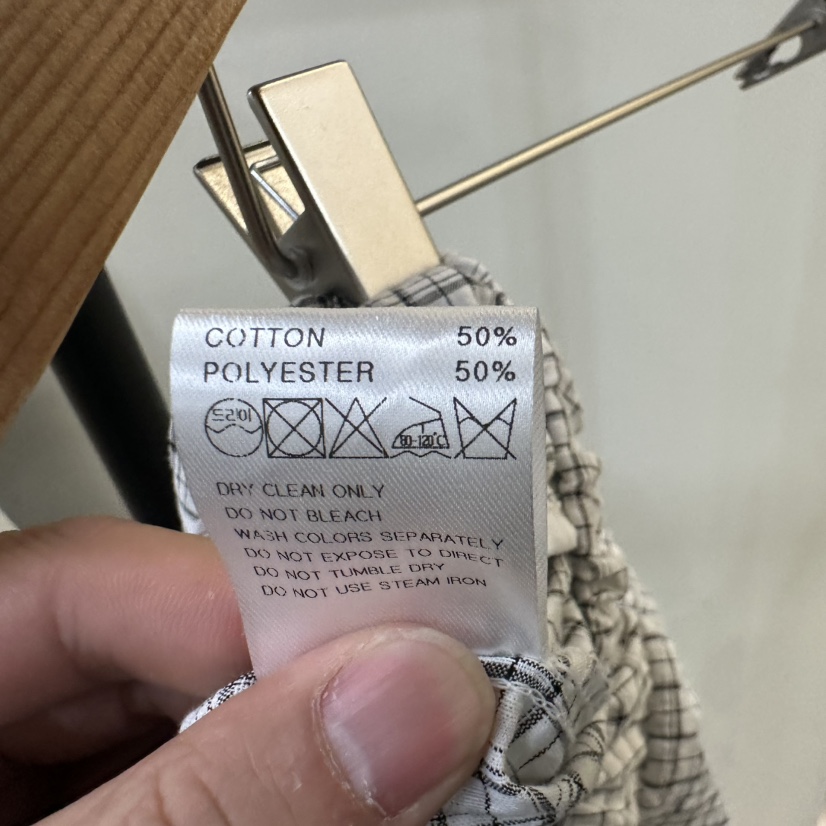 COTTON 50%
POLYESTER 50%
드라이
80-120℃
DRY CLEAN ONLY
DO NOT BLEACH
WASH COLORS SEPARATELY
DO NOT EXPOSE TO DIRECT
DO NOT TUMBLE DRY
DO NOT USE STEAM IRON